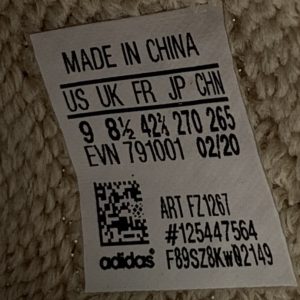 MADE IN CHINA
US UK FR JP CHN
9 8½ 42⅔ 270 265
EVN 791001 02/20
ART FZ1267
#125447564
adidas F89SZ8KwD2149